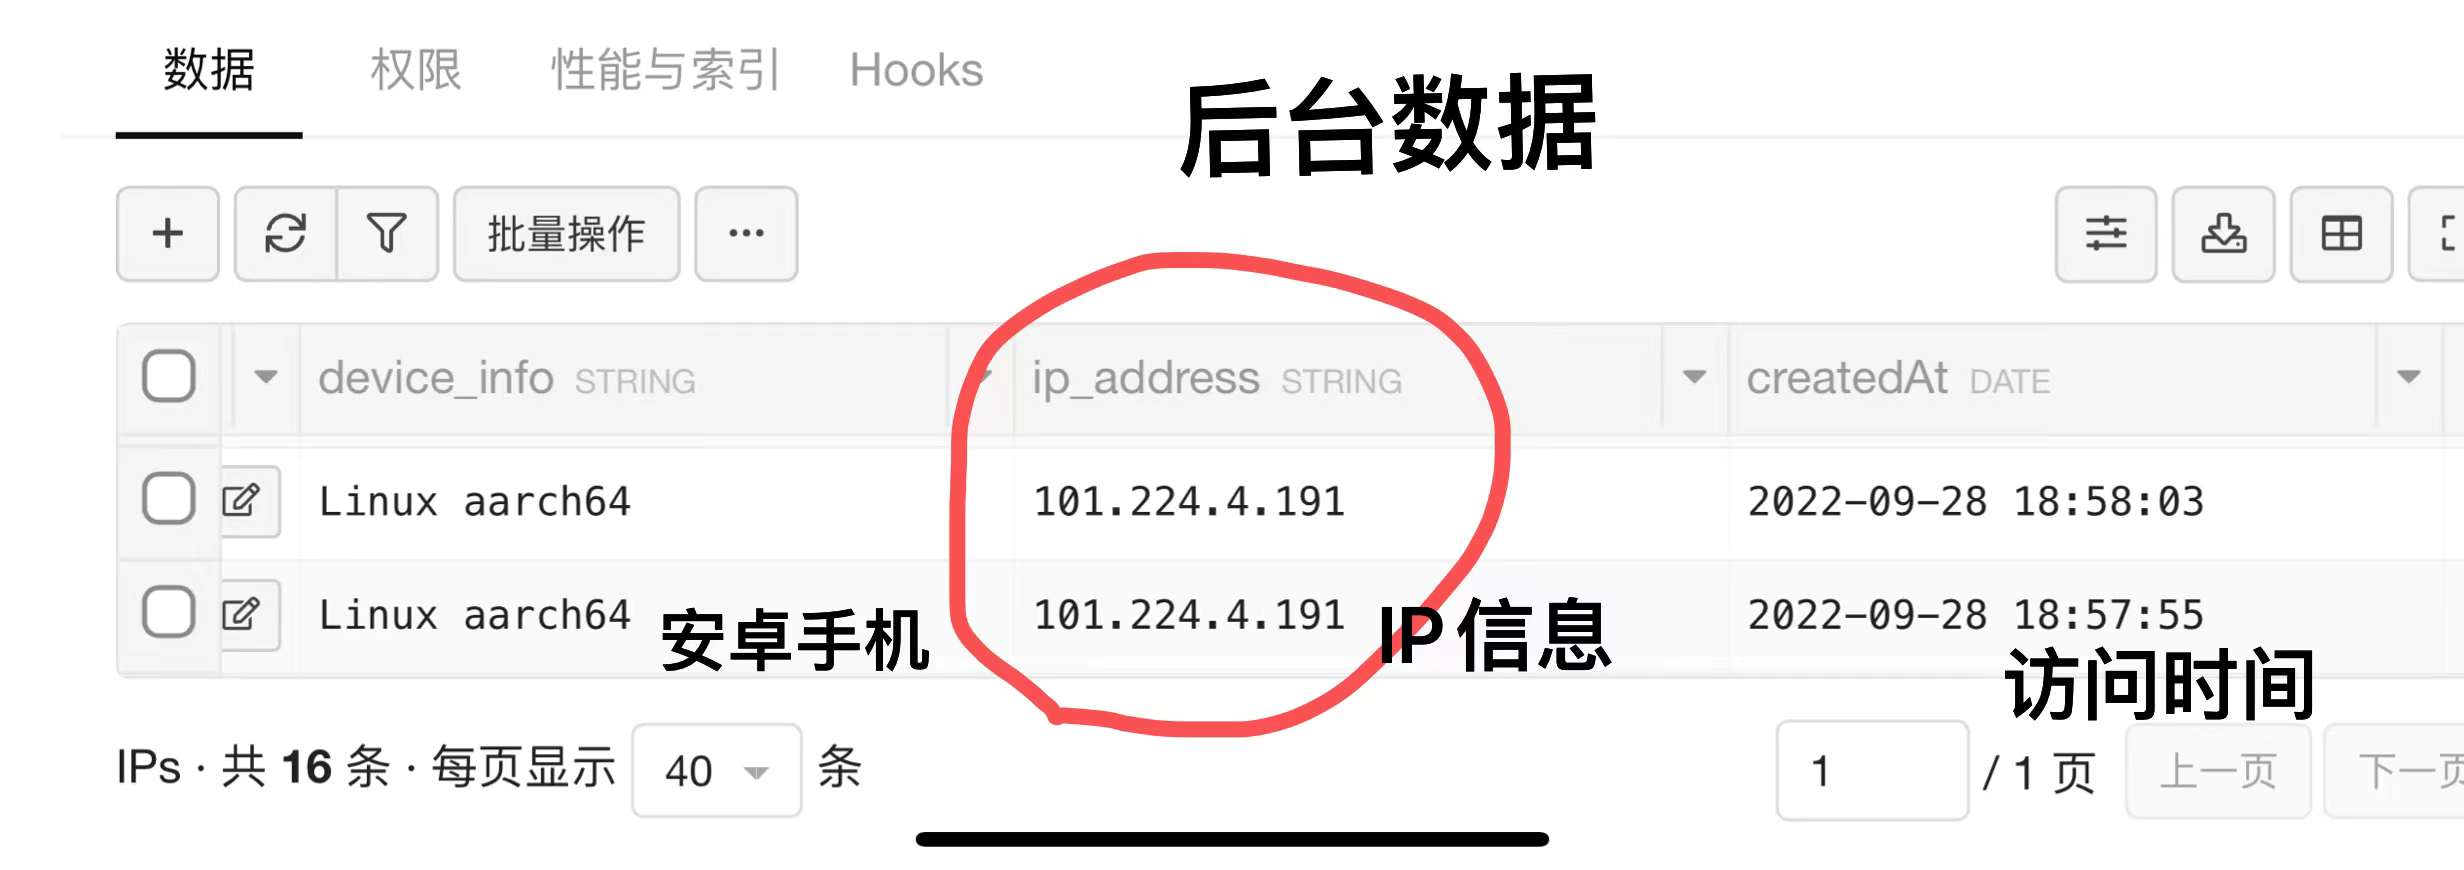 数据 权限 性能与索引 Hooks
后台数据
批量操作
device_info STRING ip_address STRING createdAt DATE
Linux aarch64 101.224.4.191 2022-09-28 18:58:03
Linux aarch64 101.224.4.191 2022-09-28 18:57:55
安卓手机 IP信息
访问时间
IPs · 共 16 条 · 每页显示 40 条 1 / 1 页 上一页 下一页